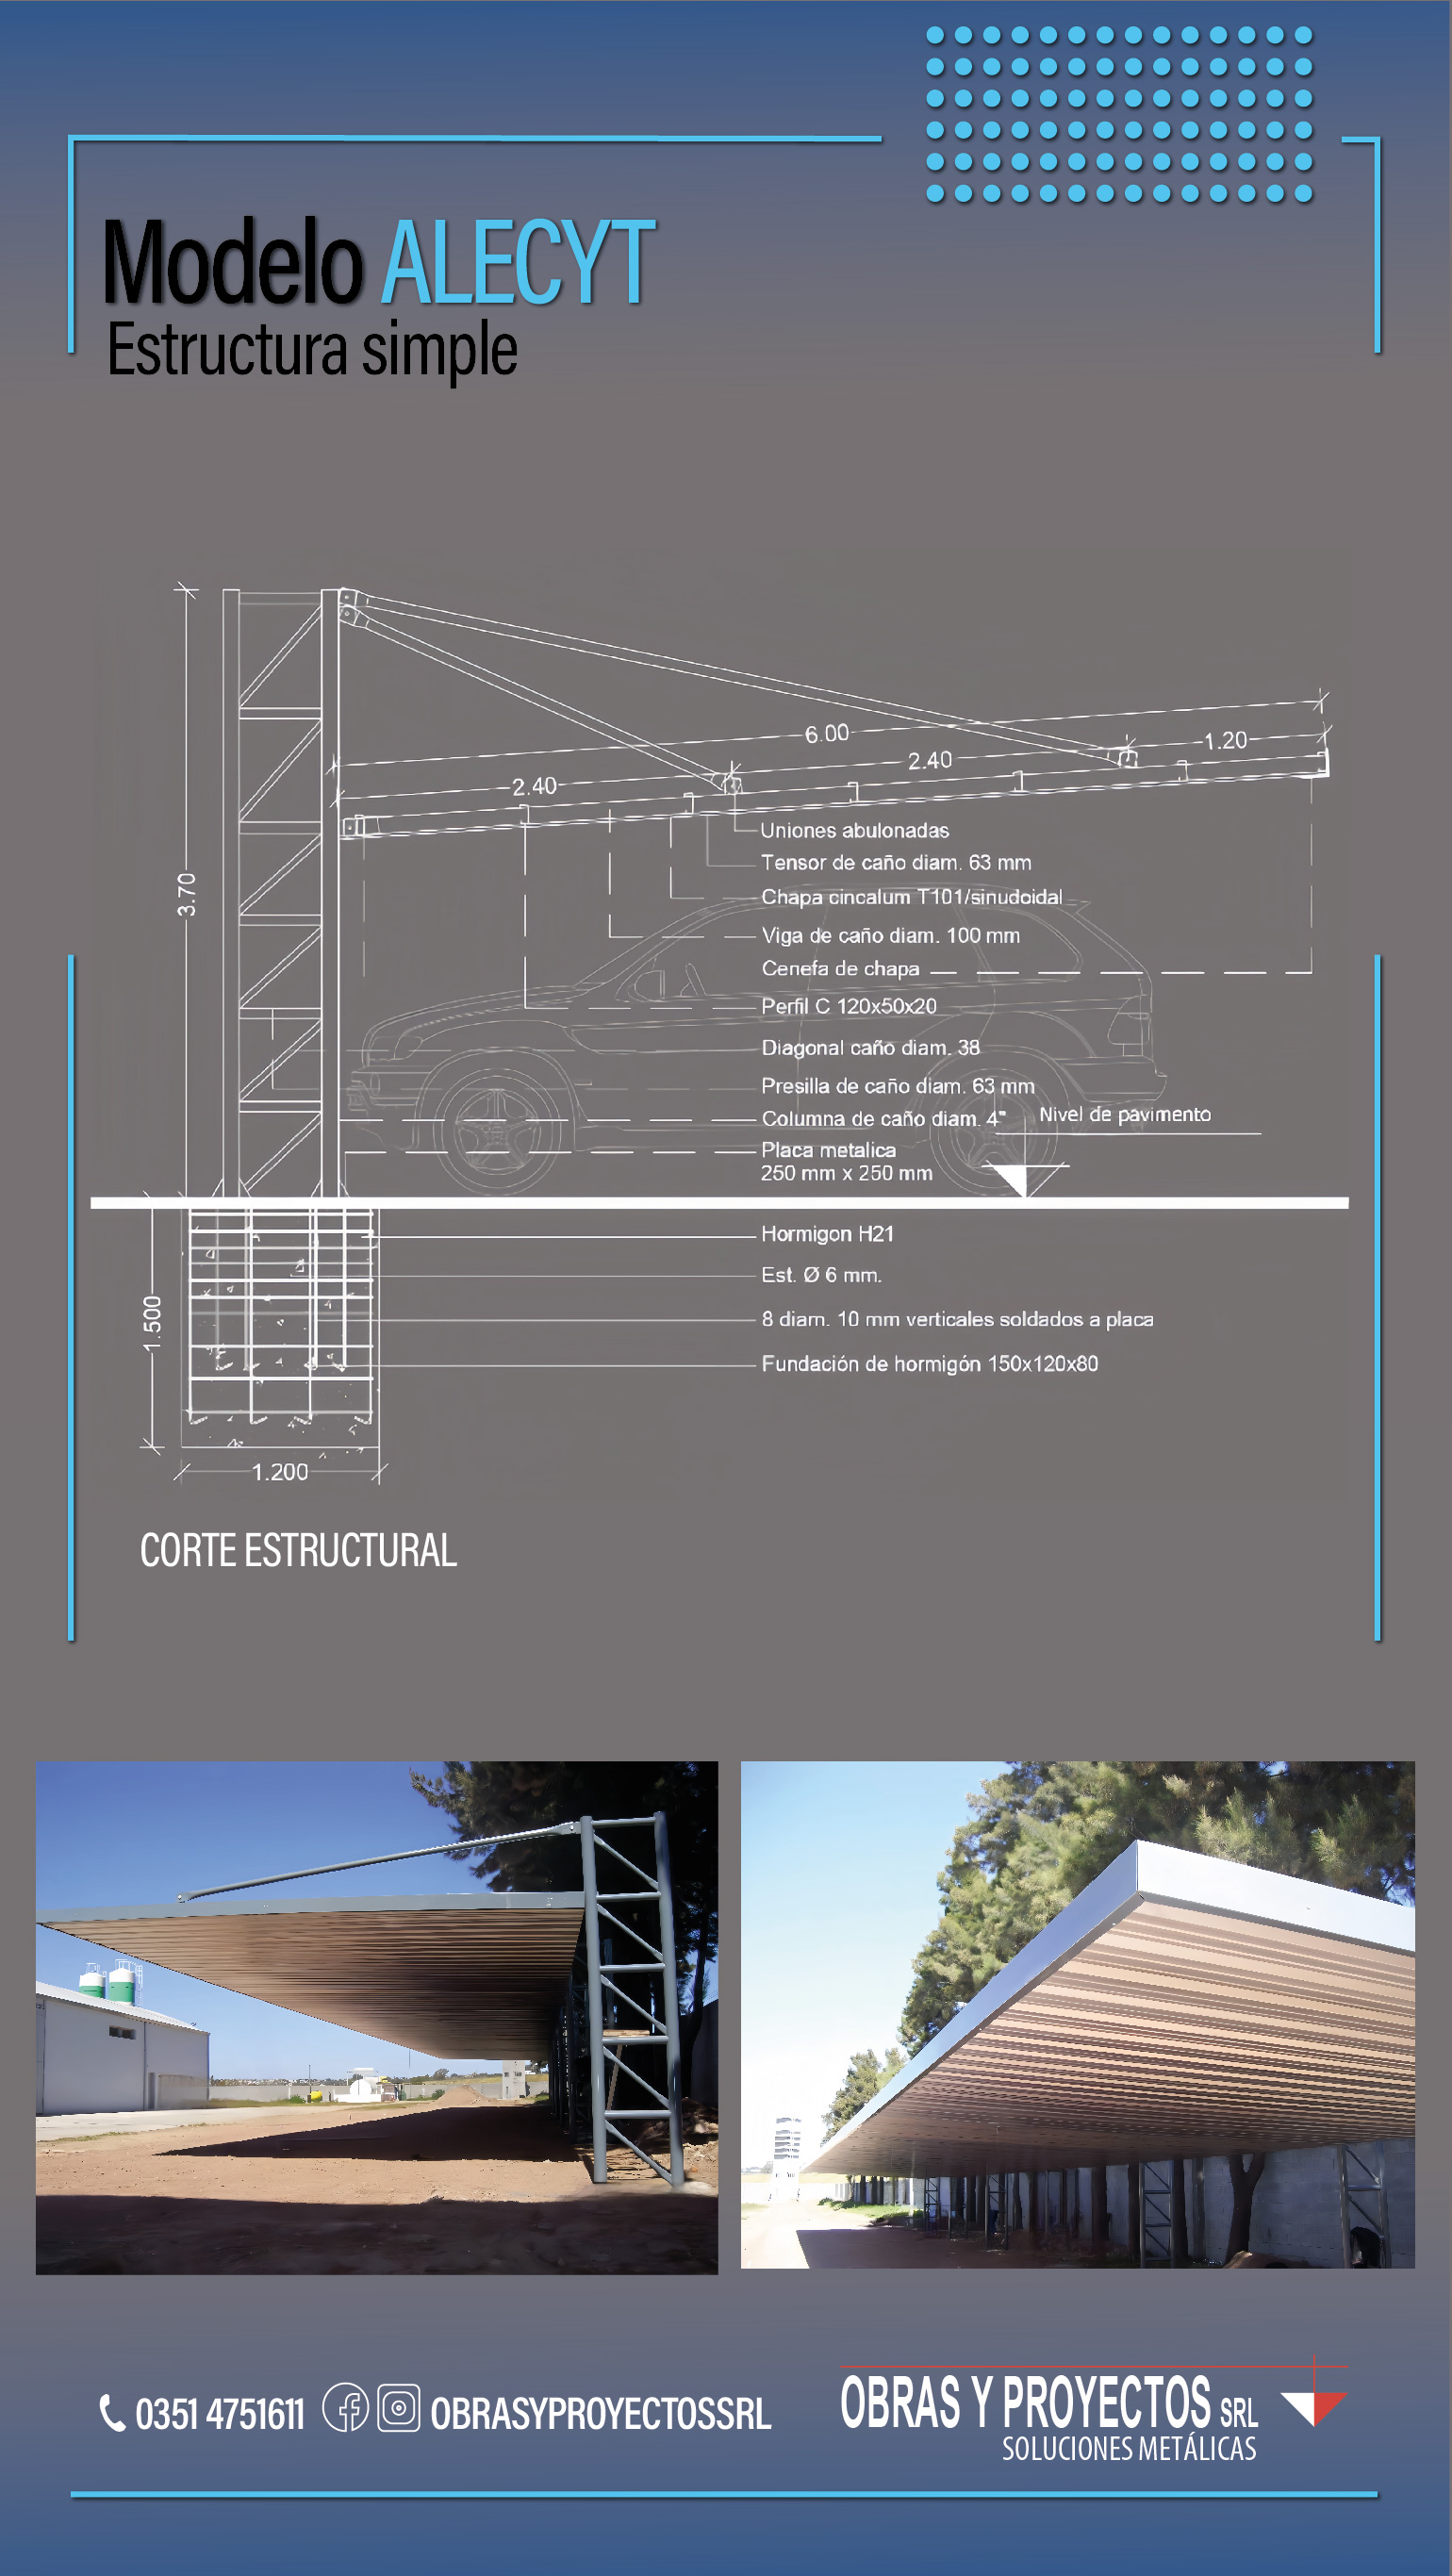 Modelo ALECYT
Estructura simple
6.00
1.20
2.40
2.40
3.70
Uniones abulonadas
Tensor de caño diam. 63 mm
Chapa cincalum T101/sinudoidal
Viga de caño diam. 100 mm
Cenefa de chapa
Perfil C 120x50x20
Diagonal caño diam. 38
Presilla de caño diam. 63 mm
Columna de caño diam. 4"
Nivel de pavimento
Placa metalica
250 mm x 250 mm
Hormigon H21
Est. Ø 6 mm.
8 diam. 10 mm verticales soldados a placa
Fundación de hormigón 150x120x80
1.500
1.200
CORTE ESTRUCTURAL
0351 4751611 OBRASYPROYECTOSSRL
OBRAS Y PROYECTOS SRL
SOLUCIONES METÁLICAS